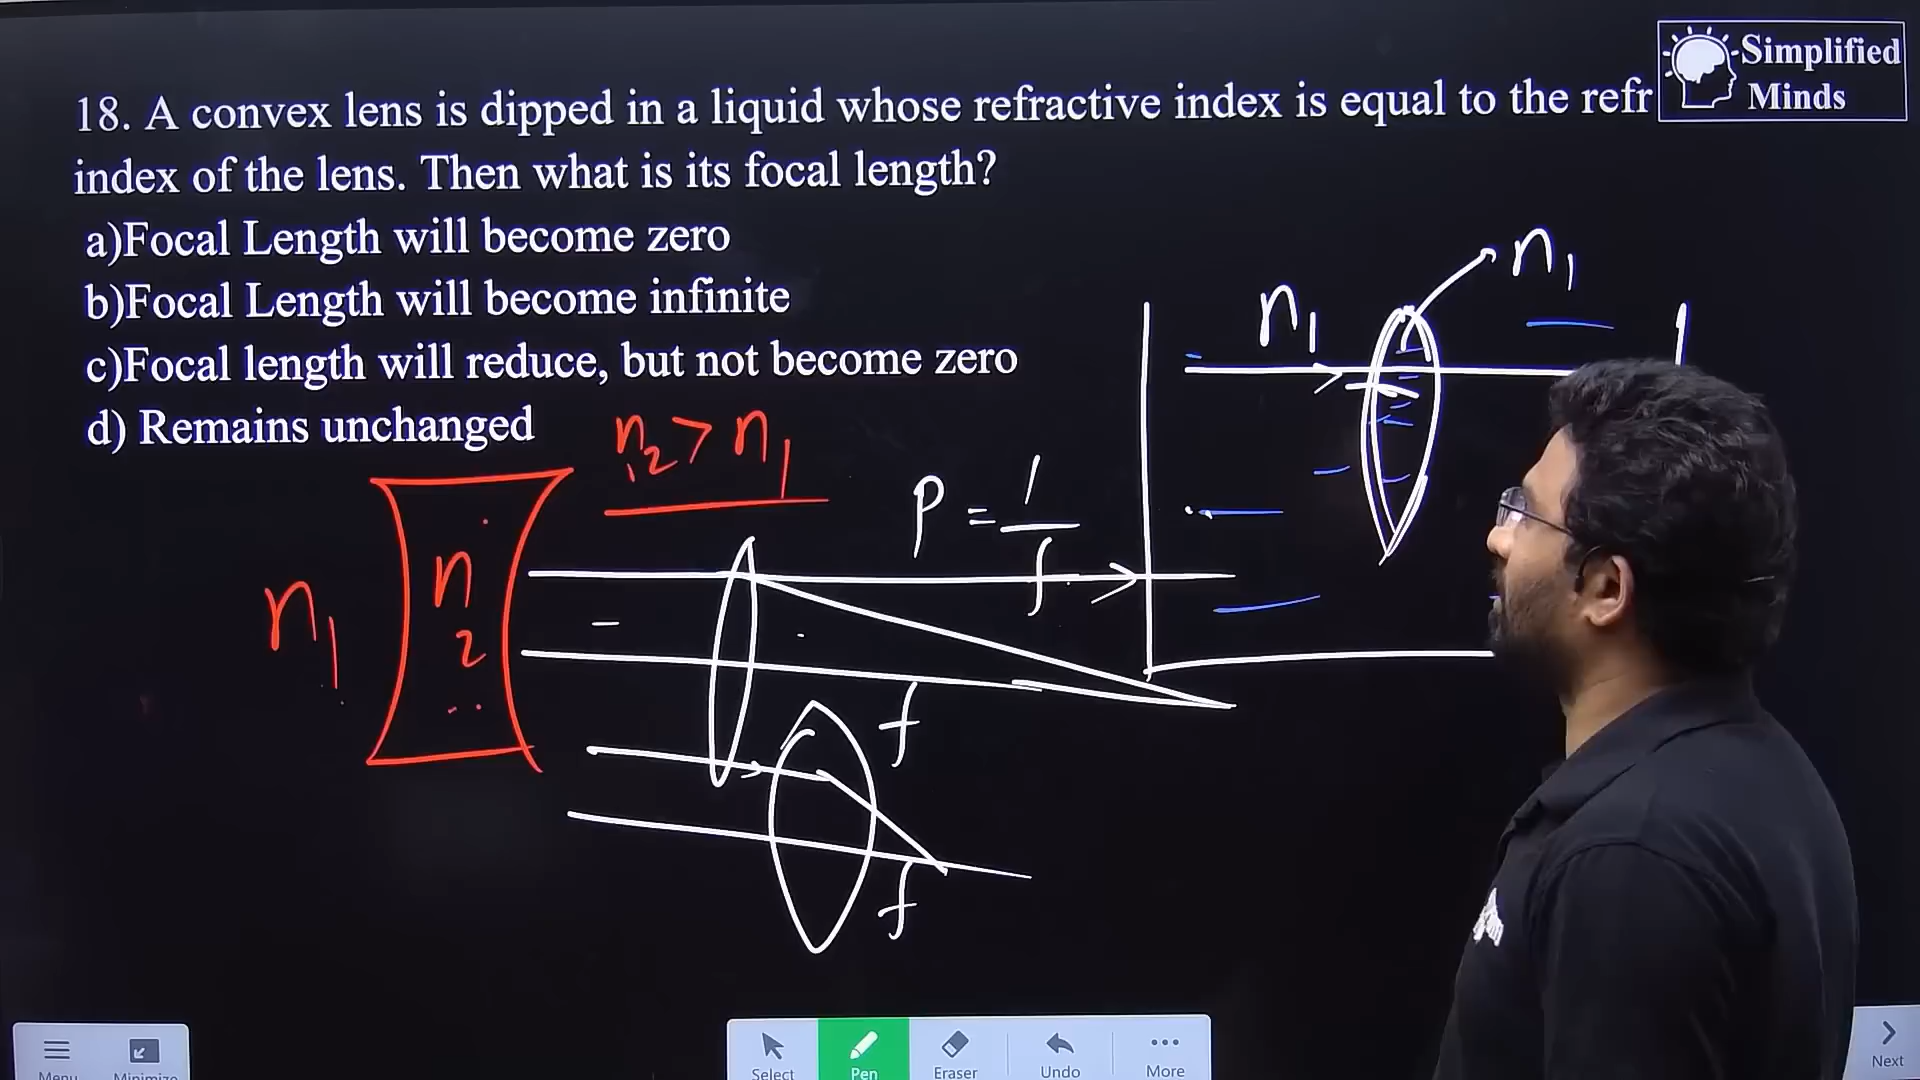 Simplified
Minds
18. A convex lens is dipped in a liquid whose refractive index is equal to the refr
index of the lens. Then what is its focal length?
a)Focal Length will become zero
b)Focal Length will become infinite
c)Focal length will reduce, but not become zero
d) Remains unchanged
n₂ > n₁
n₁
n₂
P = 1/f
f
f
n₁
n₁
Menu
Minimize
Select
Pen
Eraser
Undo
More
Next